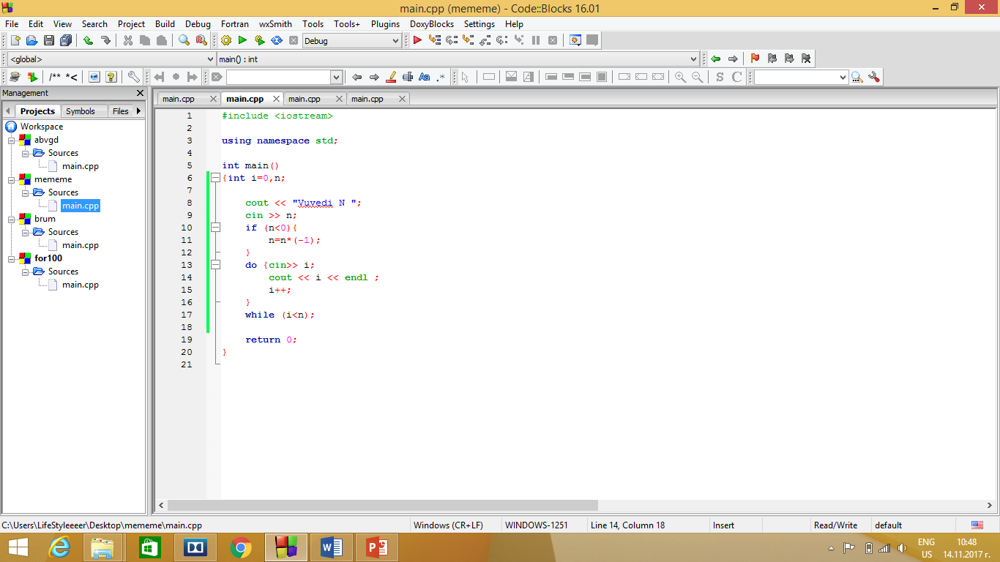 main.cpp (mememe) - Code::Blocks 16.01
File Edit View Search Project Build Debug Fortran wxSmith Tools Tools+ Plugins DoxyBlocks Settings Help
Debug
<global> main() : int
/** *< Aa .* S C
Management
Projects Symbols Files
main.cpp main.cpp main.cpp main.cpp
Workspace
abvgd
Sources
main.cpp
mememe
Sources
main.cpp
brum
Sources
main.cpp
for100
Sources
main.cpp
1 #include <iostream>
2
3 using namespace std;
4
5 int main()
6 {int i=0,n;
7
8 cout << "Vuvedi N ";
9 cin >> n;
10 if (n<0){
11 n=n*(-1);
12 }
13 do {cin>> i;
14 cout << i << endl ;
15 i++;
16 }
17 while (i<n);
18
19 return 0;
20 }
21
C:\Users\LifeStyleeeer\Desktop\mememe\main.cpp Windows (CR+LF) WINDOWS-1251 Line 14, Column 18 Insert Read/Write default
ENG 10:48
US 14.11.2017 г.